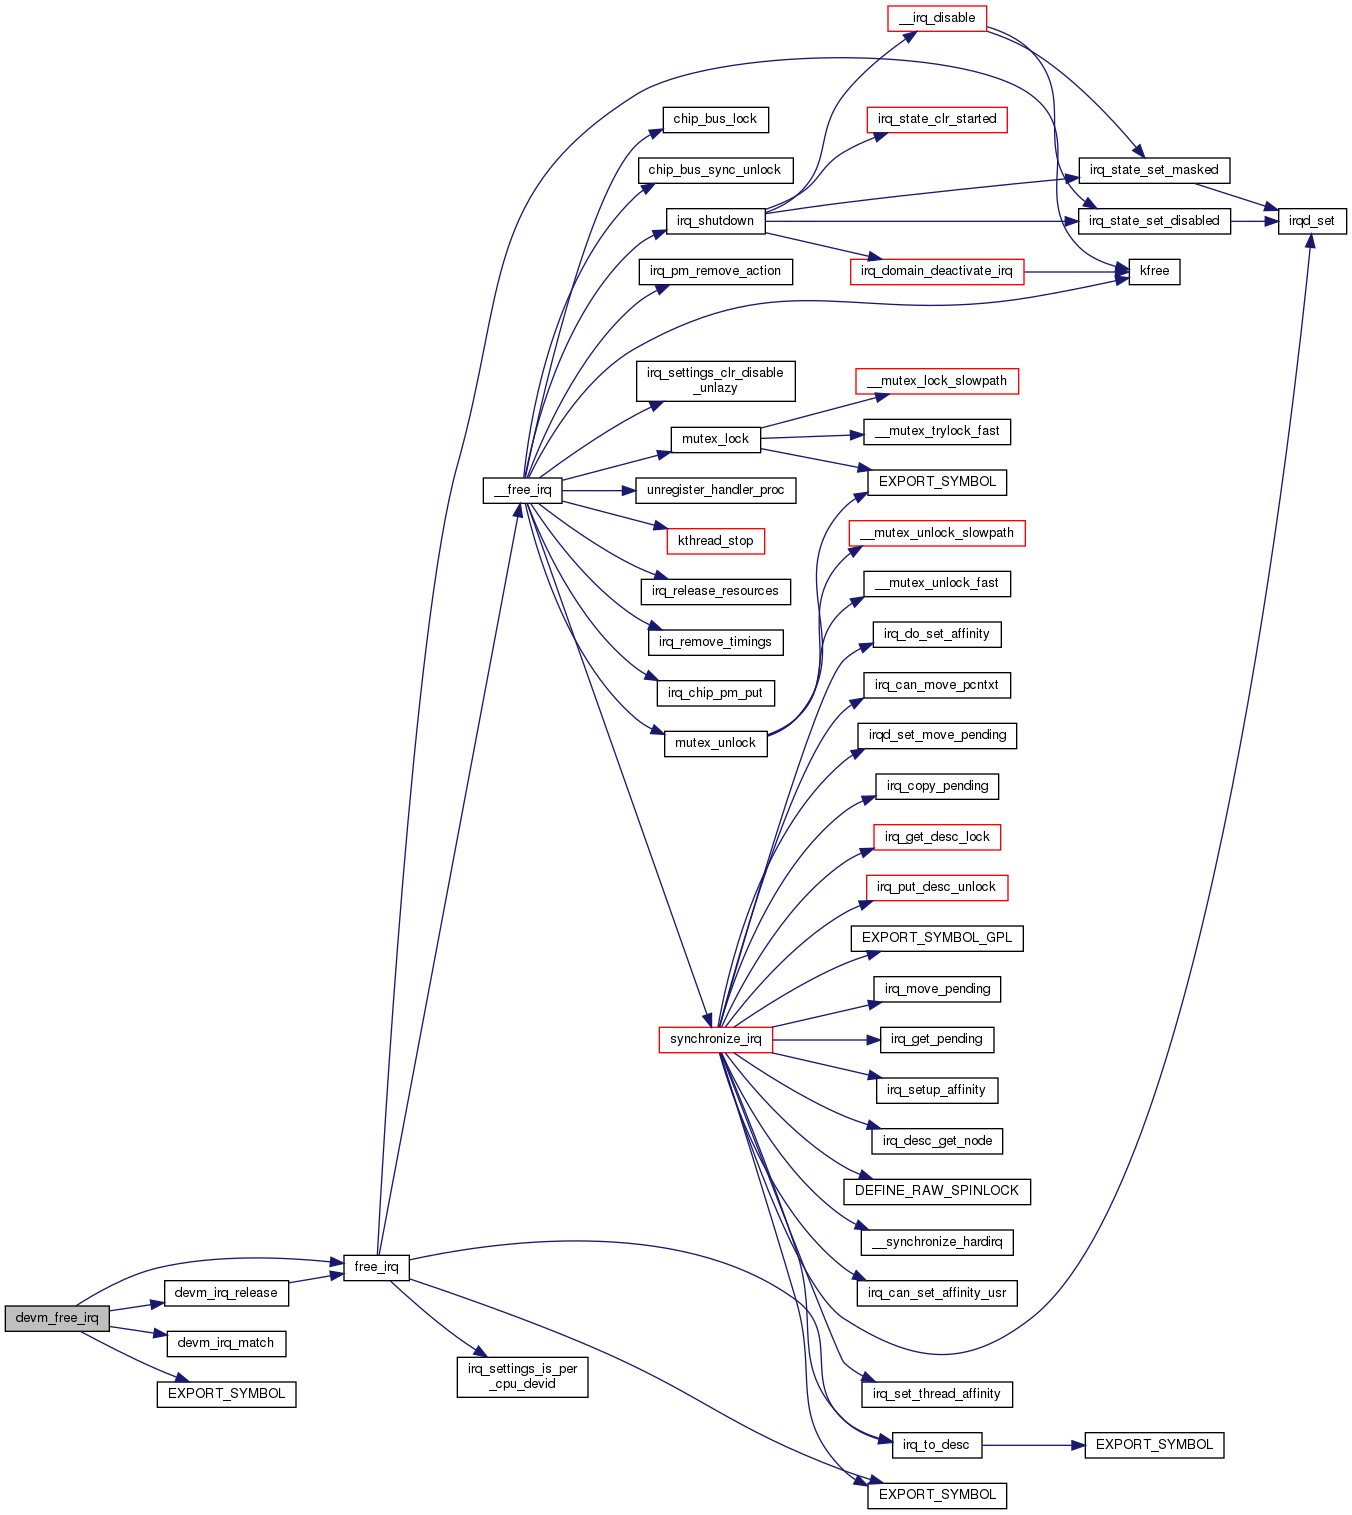 __irq_disable
chip_bus_lock
irq_state_clr_started
chip_bus_sync_unlock
irq_state_set_masked
irq_shutdown
irq_state_set_disabled
irqd_set
irq_pm_remove_action
irq_domain_deactivate_irq
kfree
irq_settings_clr_disable
_unlazy
__mutex_lock_slowpath
mutex_lock
__mutex_trylock_fast
__free_irq
unregister_handler_proc
EXPORT_SYMBOL
kthread_stop
__mutex_unlock_slowpath
irq_release_resources
__mutex_unlock_fast
irq_remove_timings
irq_do_set_affinity
irq_chip_pm_put
irq_can_move_pcntxt
mutex_unlock
irqd_set_move_pending
irq_copy_pending
irq_get_desc_lock
irq_put_desc_unlock
EXPORT_SYMBOL_GPL
irq_move_pending
synchronize_irq
irq_get_pending
irq_setup_affinity
irq_desc_get_node
DEFINE_RAW_SPINLOCK
__synchronize_hardirq
free_irq
devm_irq_release
irq_can_set_affinity_usr
devm_free_irq
devm_irq_match
irq_settings_is_per
_cpu_devid
EXPORT_SYMBOL
irq_set_thread_affinity
irq_to_desc
EXPORT_SYMBOL
EXPORT_SYMBOL